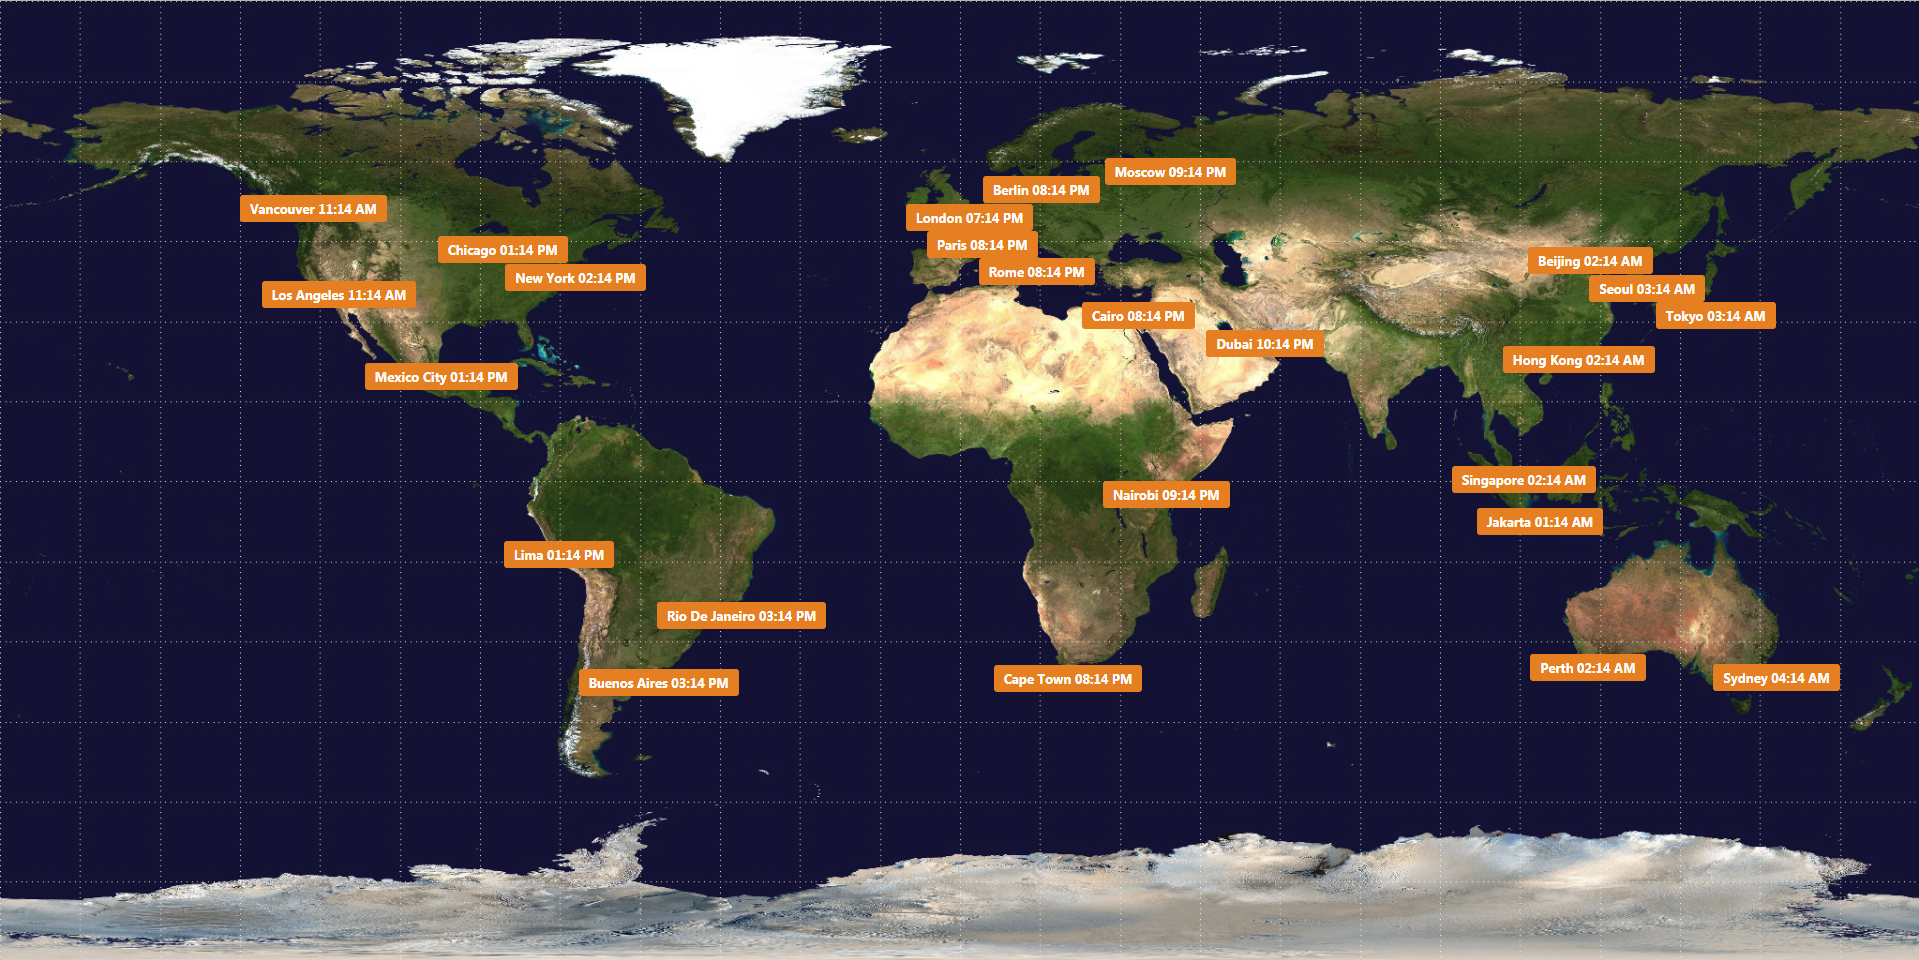 Moscow 09:14 PM
Berlin 08:14 PM
Vancouver 11:14 AM
London 07:14 PM
Paris 08:14 PM
Chicago 01:14 PM
Beijing 02:14 AM
Rome 08:14 PM
New York 02:14 PM
Seoul 03:14 AM
Los Angeles 11:14 AM
Cairo 08:14 PM
Tokyo 03:14 AM
Dubai 10:14 PM
Hong Kong 02:14 AM
Mexico City 01:14 PM
Singapore 02:14 AM
Nairobi 09:14 PM
Jakarta 01:14 AM
Lima 01:14 PM
Rio De Janeiro 03:14 PM
Perth 02:14 AM
Cape Town 08:14 PM
Sydney 04:14 AM
Buenos Aires 03:14 PM